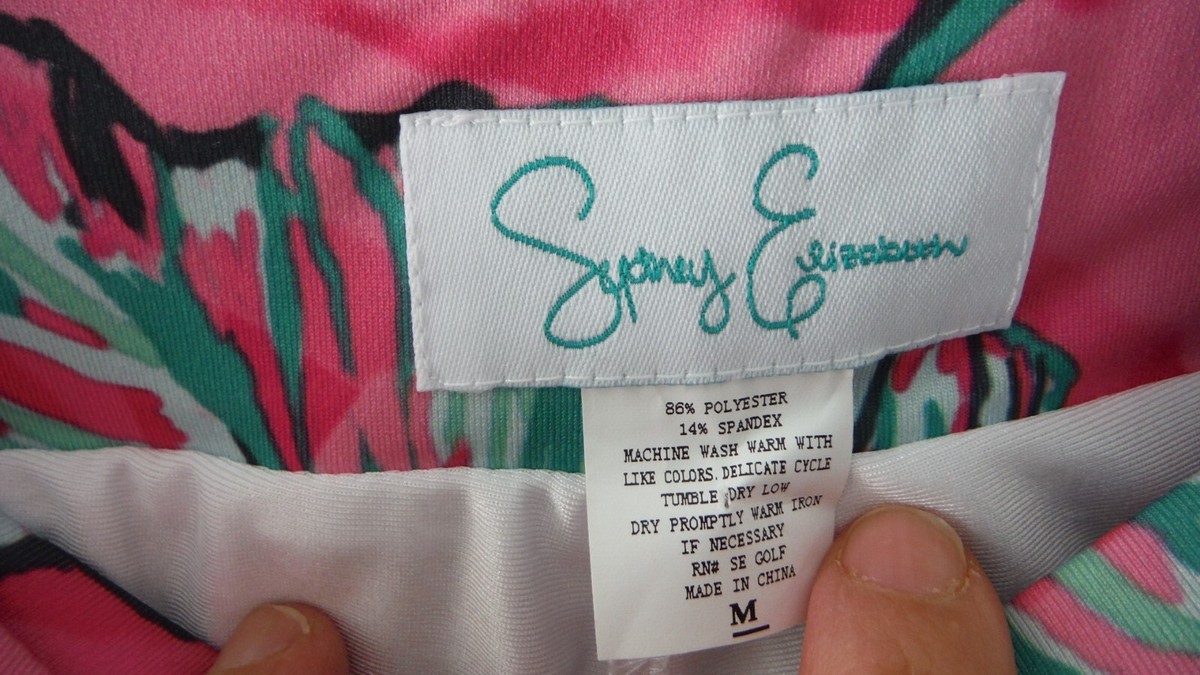 Sydney Elizabeth
86% POLYESTER
14% SPANDEX
MACHINE WASH WARM WITH
LIKE COLORS. DELICATE CYCLE
TUMBLE DRY LOW
DRY PROMPTLY WARM IRON
IF NECESSARY
RN# SE GOLF
MADE IN CHINA
M